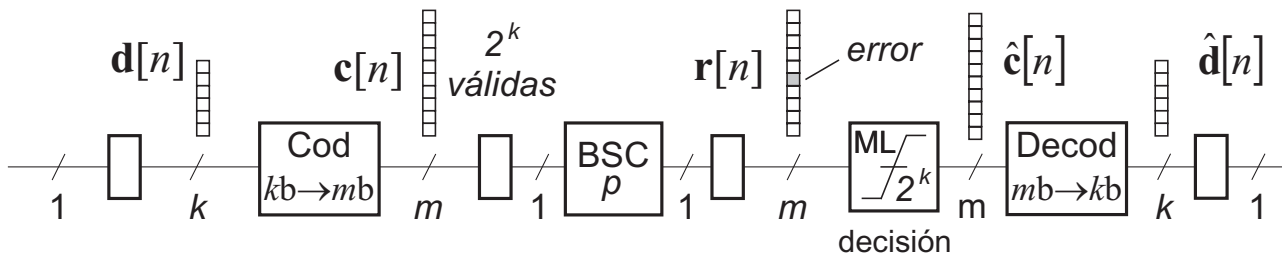 d[n]
c[n]
2^k
válidas
r[n]
error
ĉ[n]
d̂[n]
Cod
kb→mb
BSC
p
ML
2^k
Decod
mb→kb
1 k m 1 1 m m k 1
decisión